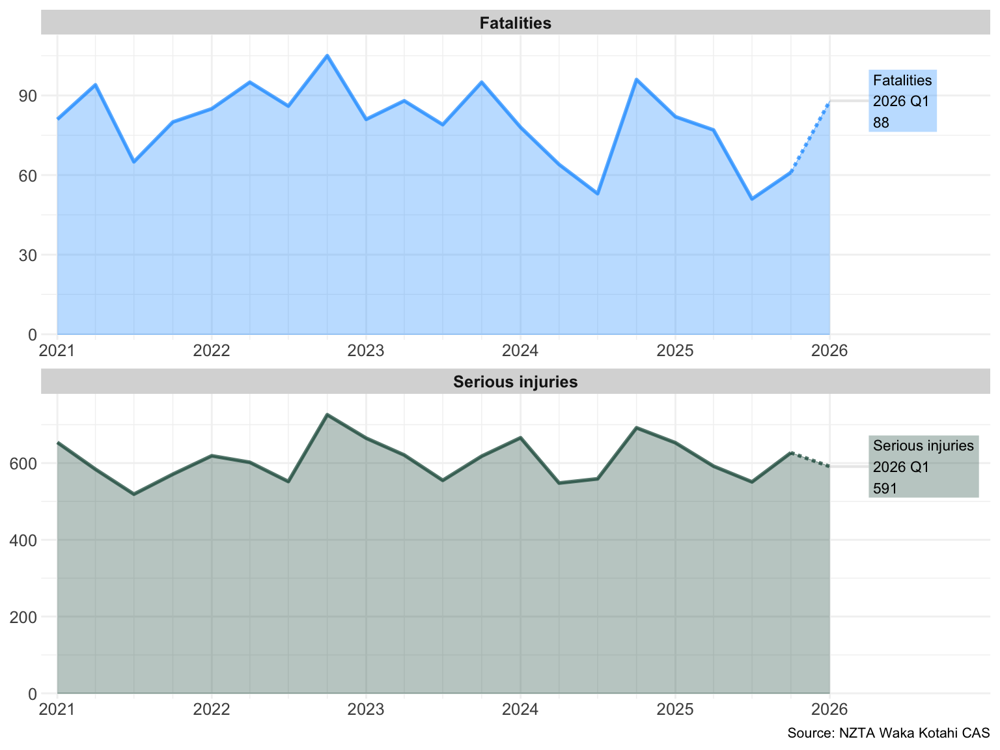 Fatalities
90
60
30
0
2021 2022 2023 2024 2025 2026
Fatalities
2026 Q1
88
Serious injuries
600
400
200
0
2021 2022 2023 2024 2025 2026
Serious injuries
2026 Q1
591
Source: NZTA Waka Kotahi CAS